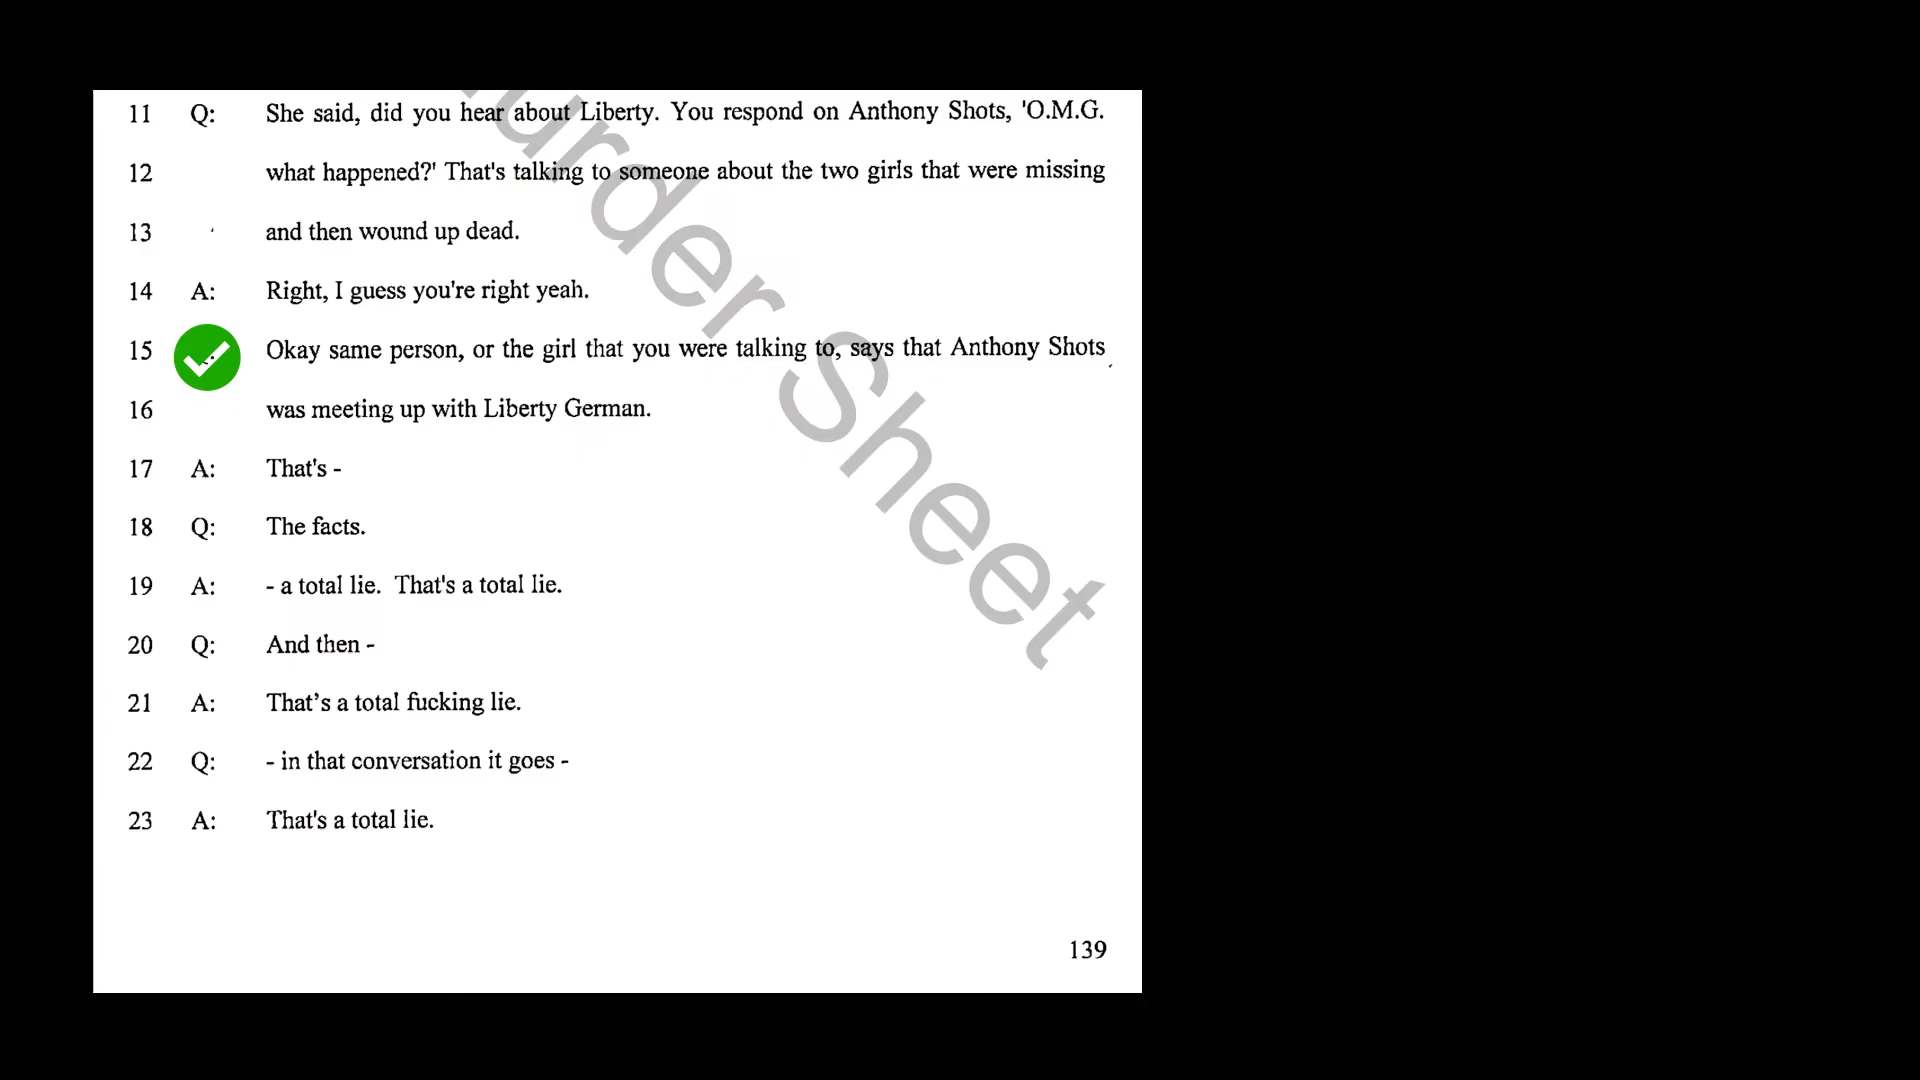 11 Q: She said, did you hear about Liberty. You respond on Anthony Shots, 'O.M.G.
12 what happened?' That's talking to someone about the two girls that were missing
13 and then wound up dead.
14 A: Right, I guess you're right yeah.
15 Okay same person, or the girl that you were talking to, says that Anthony Shots
16 was meeting up with Liberty German.
17 A: That's -
18 Q: The facts.
19 A: - a total lie. That's a total lie.
20 Q: And then -
21 A: That’s a total fucking lie.
22 Q: - in that conversation it goes -
23 A: That's a total lie.
139
urder Sheet